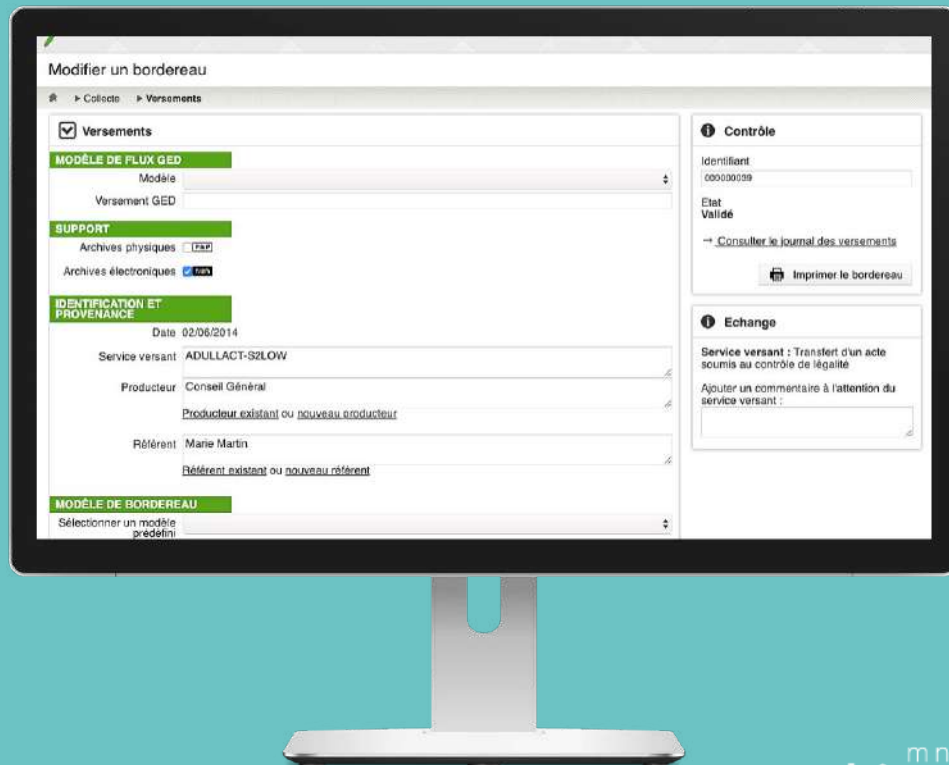 Modifier un bordereau
Collecte
Versements
Versements
MODÈLE DE FLUX GED
Modèle
Versement GED
SUPPORT
Archives physiques
Archives électroniques
IDENTIFICATION ET
PROVENANCE
Date 02/06/2014
Service versant ADULLACT-S2LOW
Producteur Conseil Général
Producteur existant ou nouveau producteur
Référent Marie Martin
Référent existant ou nouveau référent
MODÈLE DE BORDEREAU
Sélectionner un modèle
prédéfini
Contrôle
Identifiant
000000039
Etat
Validé
→ Consulter le journal des versements
Imprimer le bordereau
Echange
Service versant : Transfert d'un acte
soumis au contrôle de légalité
Ajouter un commentaire à l'attention du
service versant :